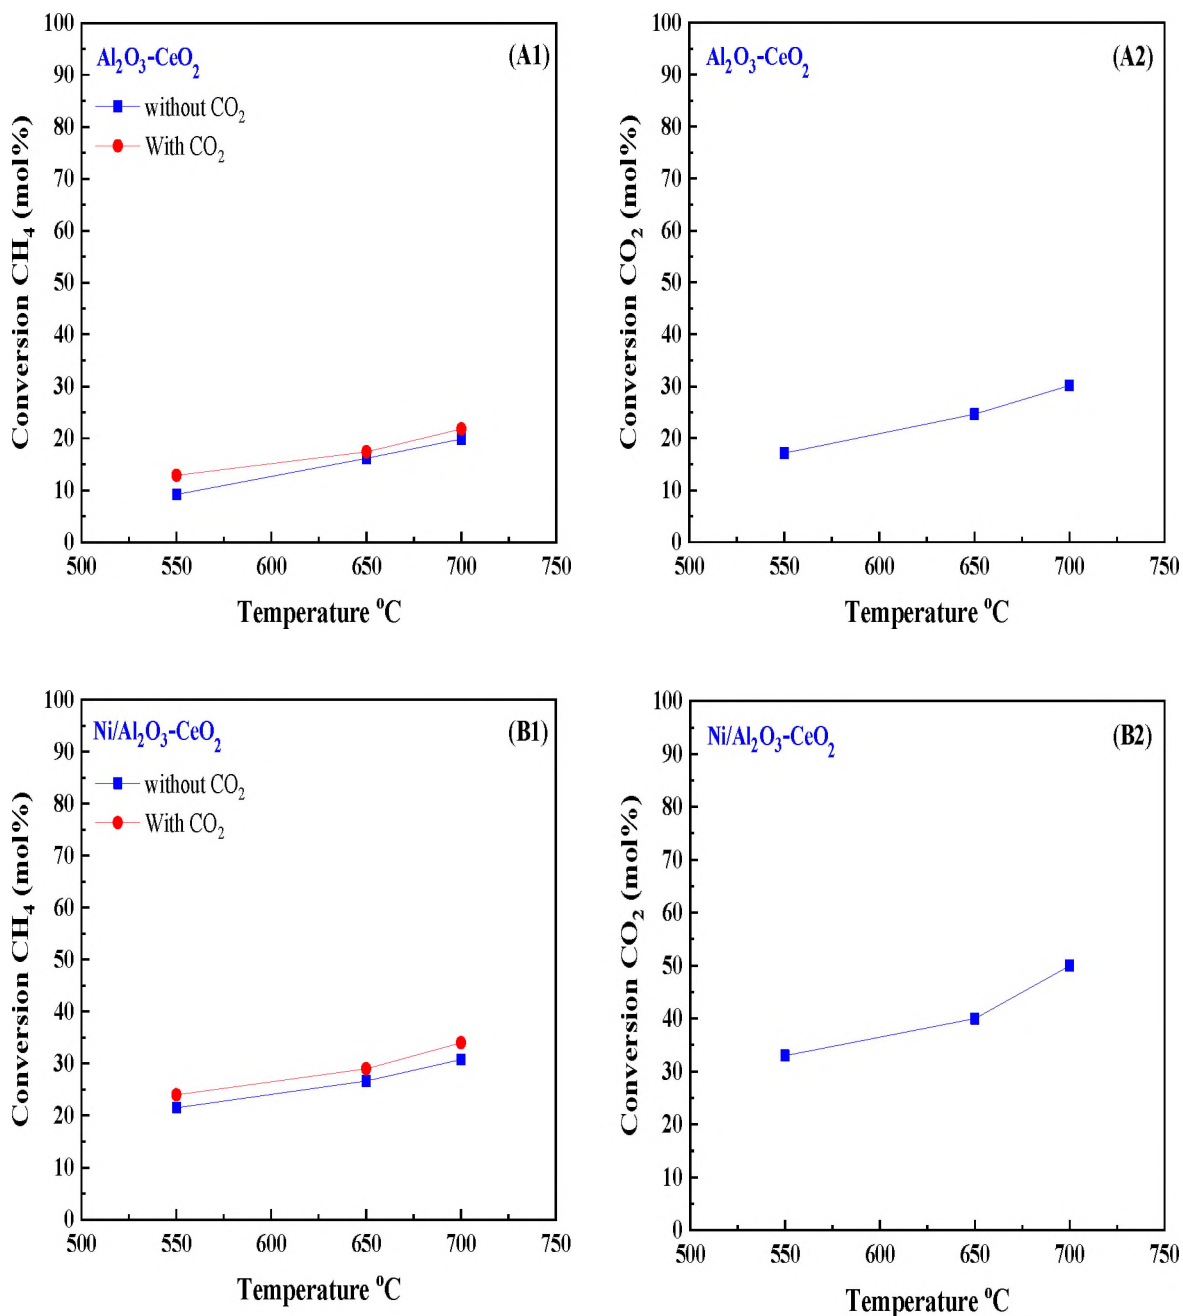 Al₂O₃-CeO₂
(A1)
without CO₂
With CO₂
Conversion CH₄ (mol%)
100
90
80
70
60
50
40
30
20
10
0
500 550 600 650 700 750
Temperature ⁰C
Al₂O₃-CeO₂
(A2)
Conversion CO₂ (mol%)
100
90
80
70
60
50
40
30
20
10
0
500 550 600 650 700 750
Temperature ⁰C
Ni/Al₂O₃-CeO₂
(B1)
without CO₂
With CO₂
Conversion CH₄ (mol%)
100
90
80
70
60
50
40
30
20
10
0
500 550 600 650 700 750
Temperature ⁰C
Ni/Al₂O₃-CeO₂
(B2)
Conversion CO₂ (mol%)
100
90
80
70
60
50
40
30
20
10
0
500 550 600 650 700 750
Temperature ⁰C